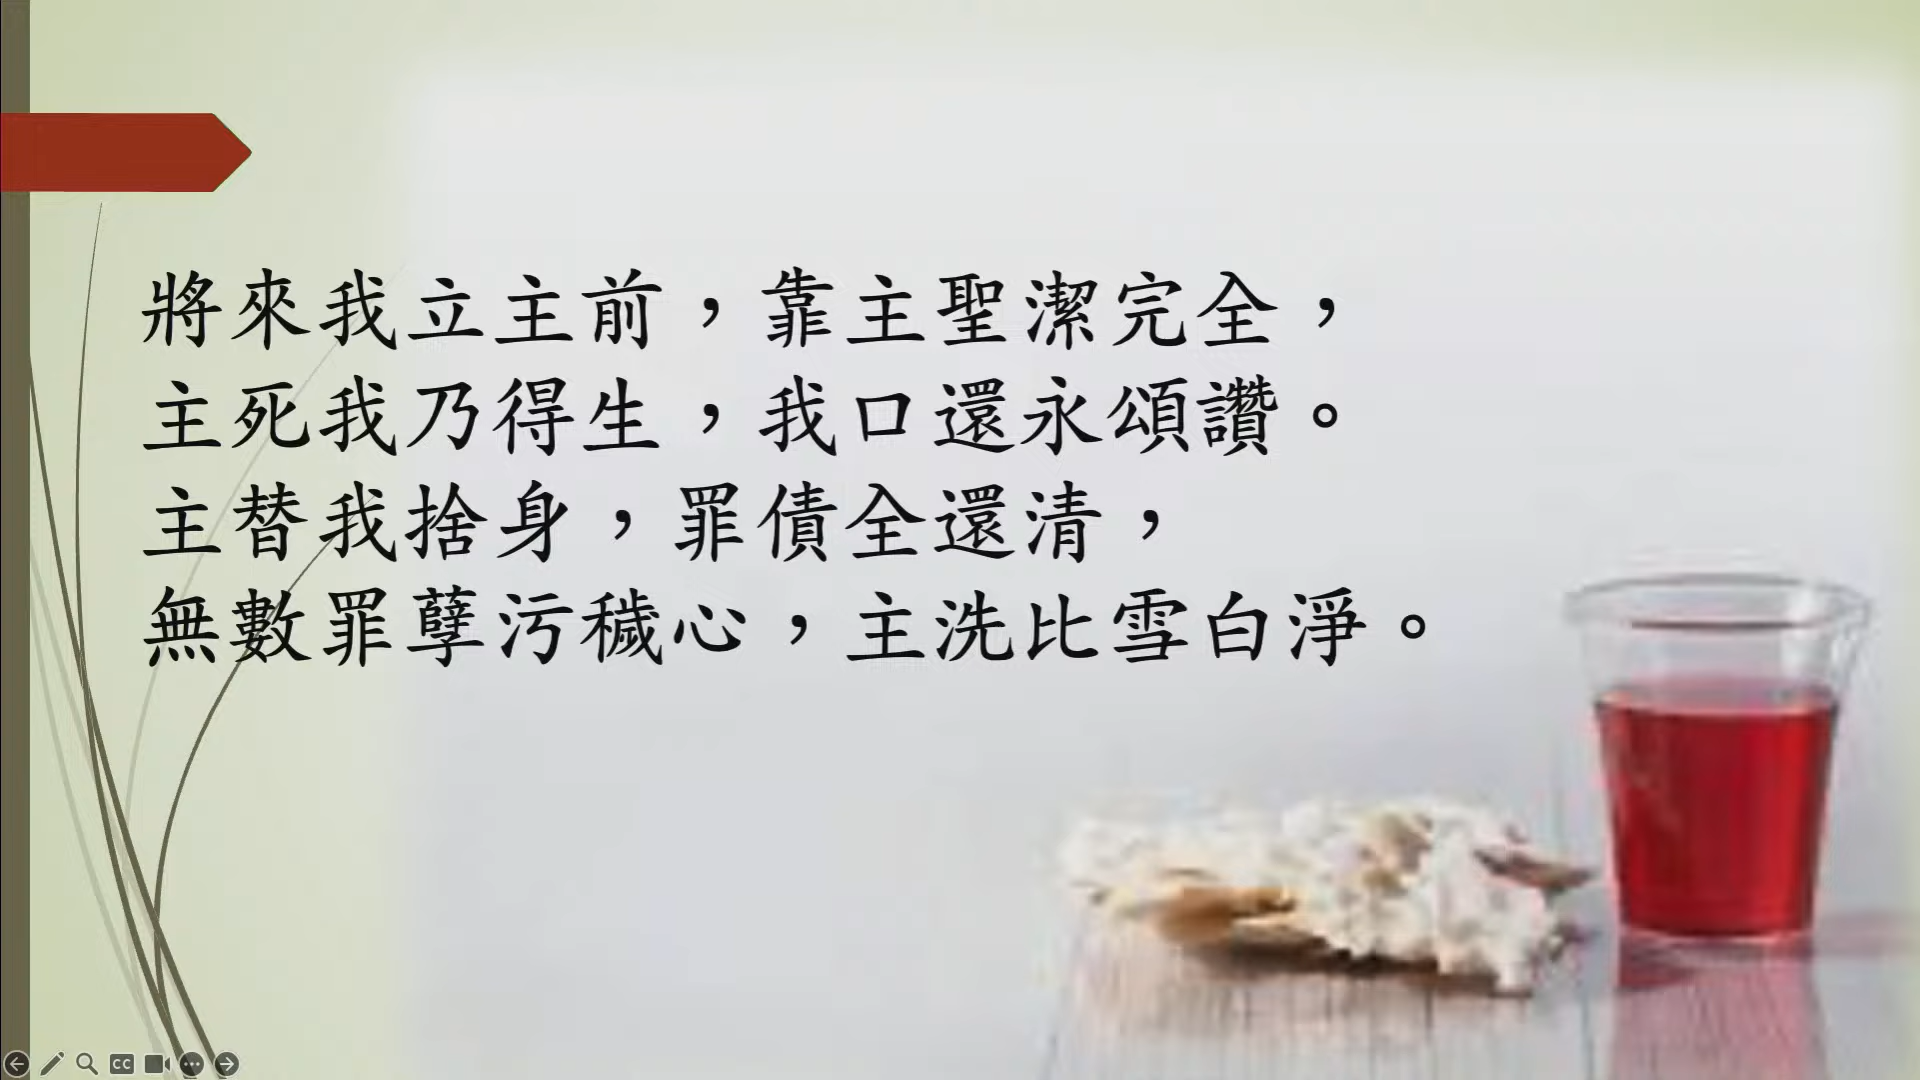 將來我立主前，靠主聖潔完全，
主死我乃得生，我口還永頌讚。
主替我捨身，罪債全還清，
無數罪孽污穢心，主洗比雪白淨。
CC